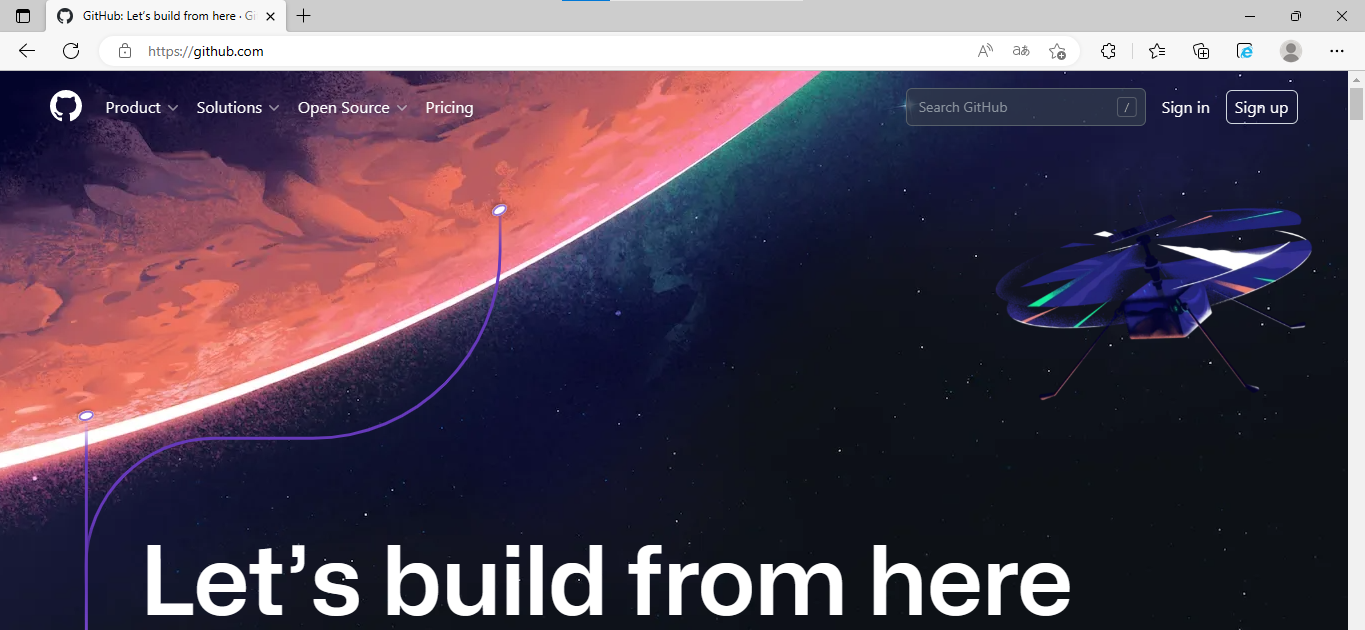 GitHub: Let's build from here · Gi
https://github.com
Product
Solutions
Open Source
Pricing
Search GitHub
/
Sign in
Sign up
Let’s build from here